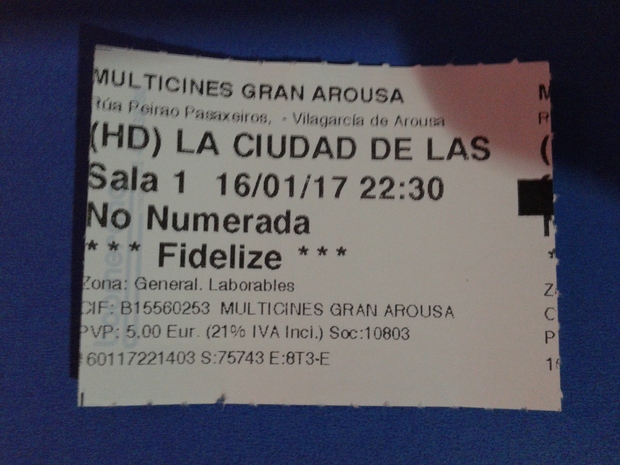 MULTICINES GRAN AROUSA
Rúa Peirao Pasaxeiros, - Vilagarcía de Arousa
(HD) LA CIUDAD DE LAS
Sala 1 16/01/17 22:30
No Numerada
*** Fidelize ***
Zona: General. Laborables
CIF: B15560253 MULTICINES GRAN AROUSA
PVP: 5.00 Eur. (21% IVA Incl.) Soc:10803
160117221403 S:75743 E:8T3-E